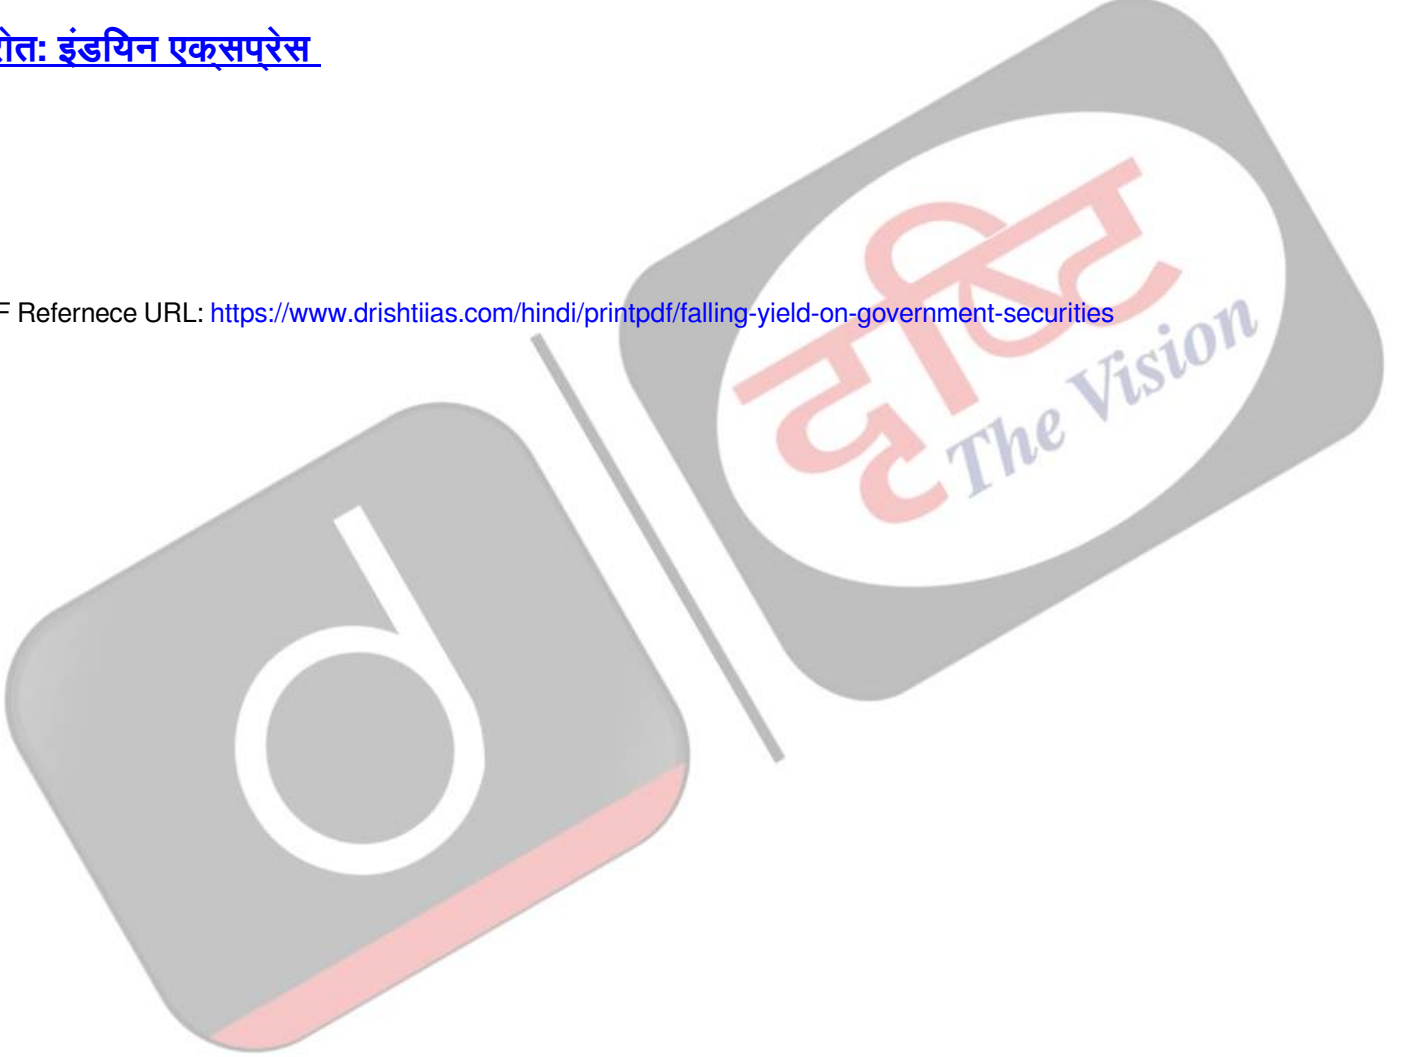 रोत: इंडियन एक्सप्रेस
F Refernece URL: https://www.drishtiias.com/hindi/printpdf/falling-yield-on-government-securities
दृष्टि
The Vision